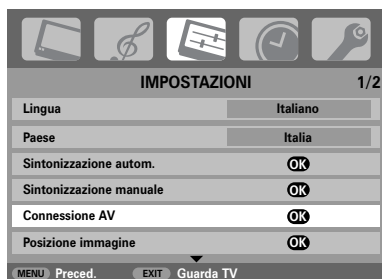 IMPOSTAZIONI 1/2
Lingua Italiano
Paese Italia
Sintonizzazione autom. OK
Sintonizzazione manuale OK
Connessione AV OK
Posizione immagine OK
MENU Preced. EXIT Guarda TV